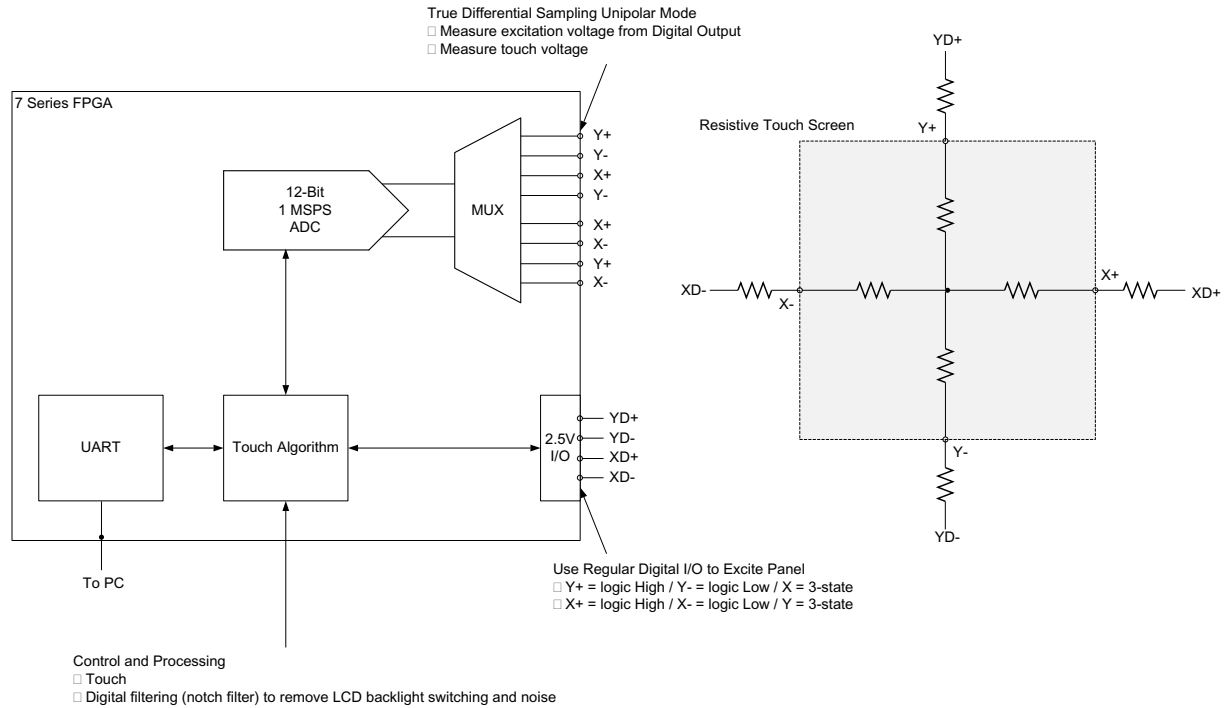 True Differential Sampling Unipolar Mode
□ Measure excitation voltage from Digital Output
□ Measure touch voltage
7 Series FPGA
12-Bit
1 MSPS
ADC
MUX
Y+
Y-
X+
Y-
X+
X-
Y+
X-
UART
Touch Algorithm
2.5V
I/O
YD+
YD-
XD+
XD-
To PC
Use Regular Digital I/O to Excite Panel
□ Y+ = logic High / Y- = logic Low / X = 3-state
□ X+ = logic High / X- = logic Low / Y = 3-state
Control and Processing
□ Touch
□ Digital filtering (notch filter) to remove LCD backlight switching and noise
YD+
Resistive Touch Screen
Y+
X+
XD-
X-
XD+
Y-
YD-